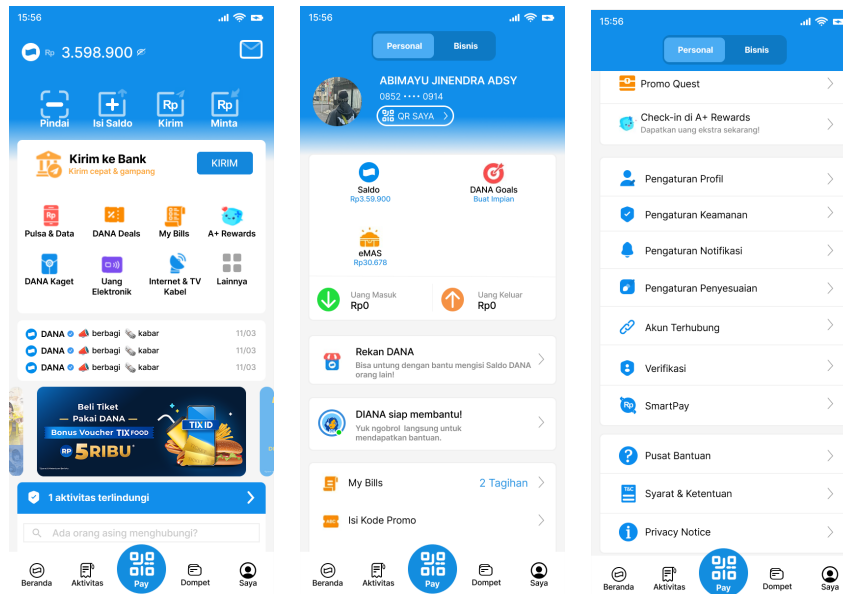 15:56
Rp 3.598.900
Pindai
Isi Saldo
Rp
Kirim
Rp
Minta
Kirim ke Bank
Kirim cepat & gampang
KIRIM
Rp
Pulsa & Data
DANA Deals
My Bills
A+ Rewards
DANA Kaget
Uang Elektronik
Internet & TV Kabel
Lainnya
DANA berbagi kabar 11/03
DANA berbagi kabar 11/03
DANA berbagi kabar 11/03
Beli Tiket
— Pakai DANA —
Bonus Voucher TIX FOOD
RP 5RIBU*
TIX ID
1 aktivitas terlindungi
Ada orang asing menghubungi?
Beranda
Aktivitas
Pay
Dompet
Saya
15:56
Personal
Bisnis
ABIMAYU JINENDRA ADSY
0852 •••• 0914
QR SAYA
Saldo
Rp3.59.900
DANA Goals
Buat Impian
eMAS
Rp30.678
Uang Masuk
Rp0
Uang Keluar
Rp0
Rekan DANA
Bisa untung dengan bantu mengisi Saldo DANA
orang lain!
DIANA siap membantu!
Yuk ngobrol langsung untuk
mendapatkan bantuan.
My Bills
2 Tagihan
ABC
Isi Kode Promo
Beranda
Aktivitas
Pay
Dompet
Saya
15:56
Personal
Bisnis
Promo Quest
Check-in di A+ Rewards
Dapatkan uang ekstra sekarang!
Pengaturan Profil
Pengaturan Keamanan
Pengaturan Notifikasi
Pengaturan Penyesuaian
Akun Terhubung
Verifikasi
Rp
SmartPay
Pusat Bantuan
T&C
Syarat & Ketentuan
Privacy Notice
Beranda
Aktivitas
Pay
Dompet
Saya